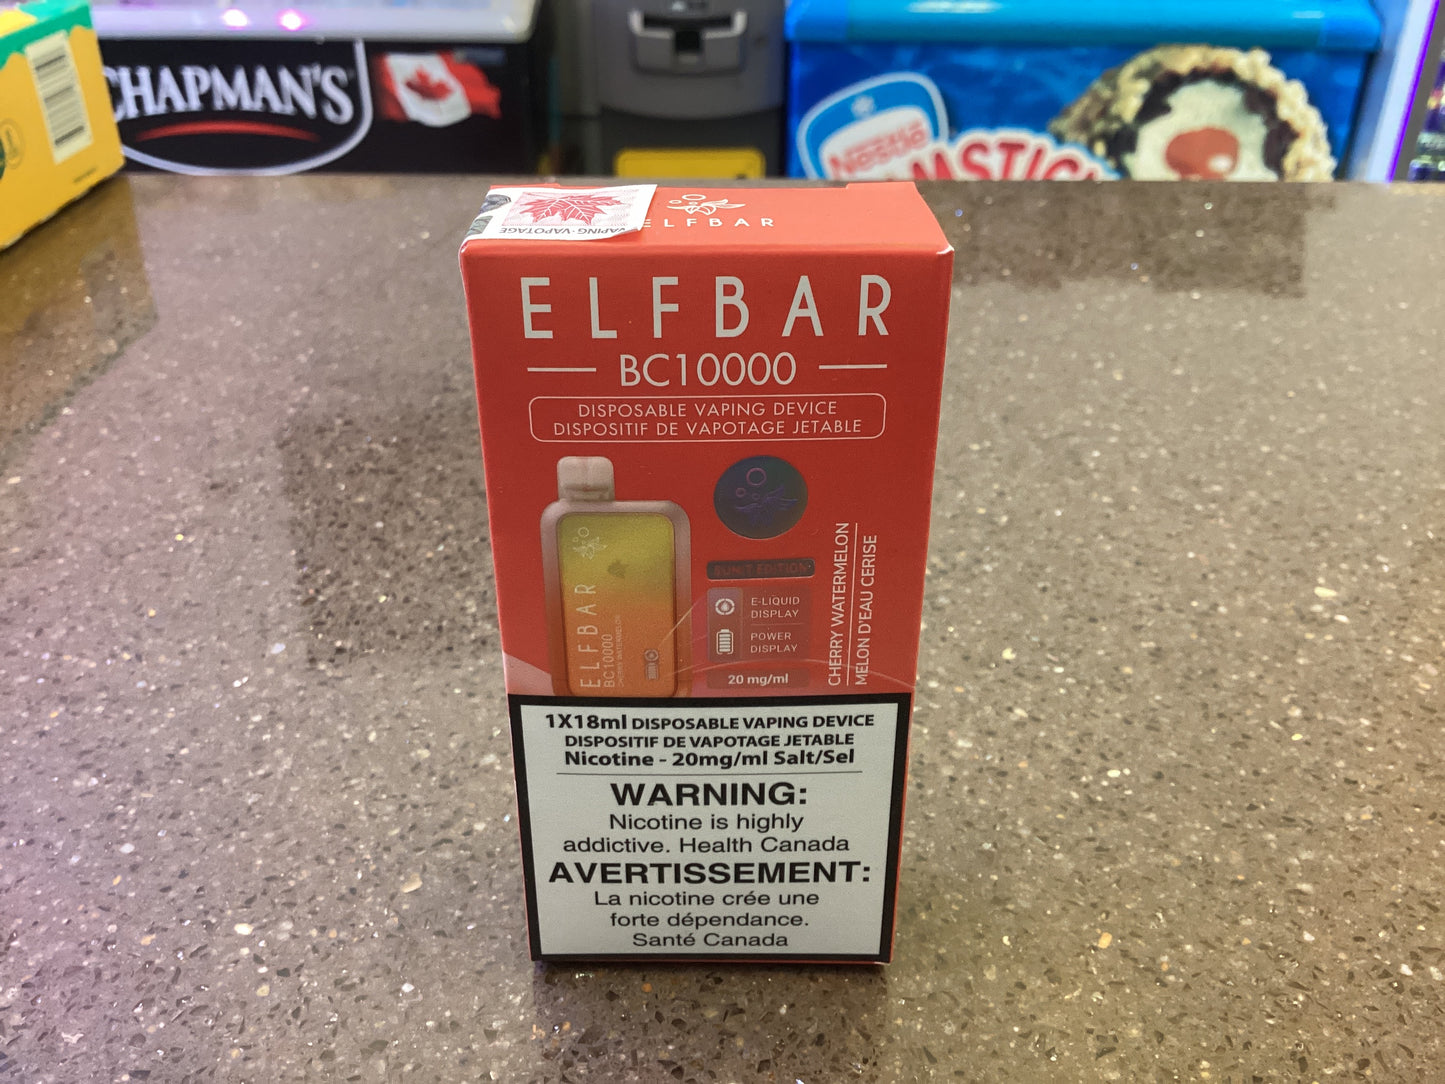 CHAPMAN'S
Nestlé
VAPING·VAPOTAGE
ELFBAR
ELFBAR
BC10000
DISPOSABLE VAPING DEVICE
DISPOSITIF DE VAPOTAGE JETABLE
ELFBAR
BC10000
CHERRY WATERMELON
E-LIQUID
DISPLAY
POWER
DISPLAY
20 mg/ml
CHERRY WATERMELON
MELON D'EAU CERISE
1X18ml DISPOSABLE VAPING DEVICE
DISPOSITIF DE VAPOTAGE JETABLE
Nicotine - 20mg/ml Salt/Sel
WARNING:
Nicotine is highly
addictive. Health Canada
AVERTISSEMENT:
La nicotine crée une
forte dépendance.
Santé Canada